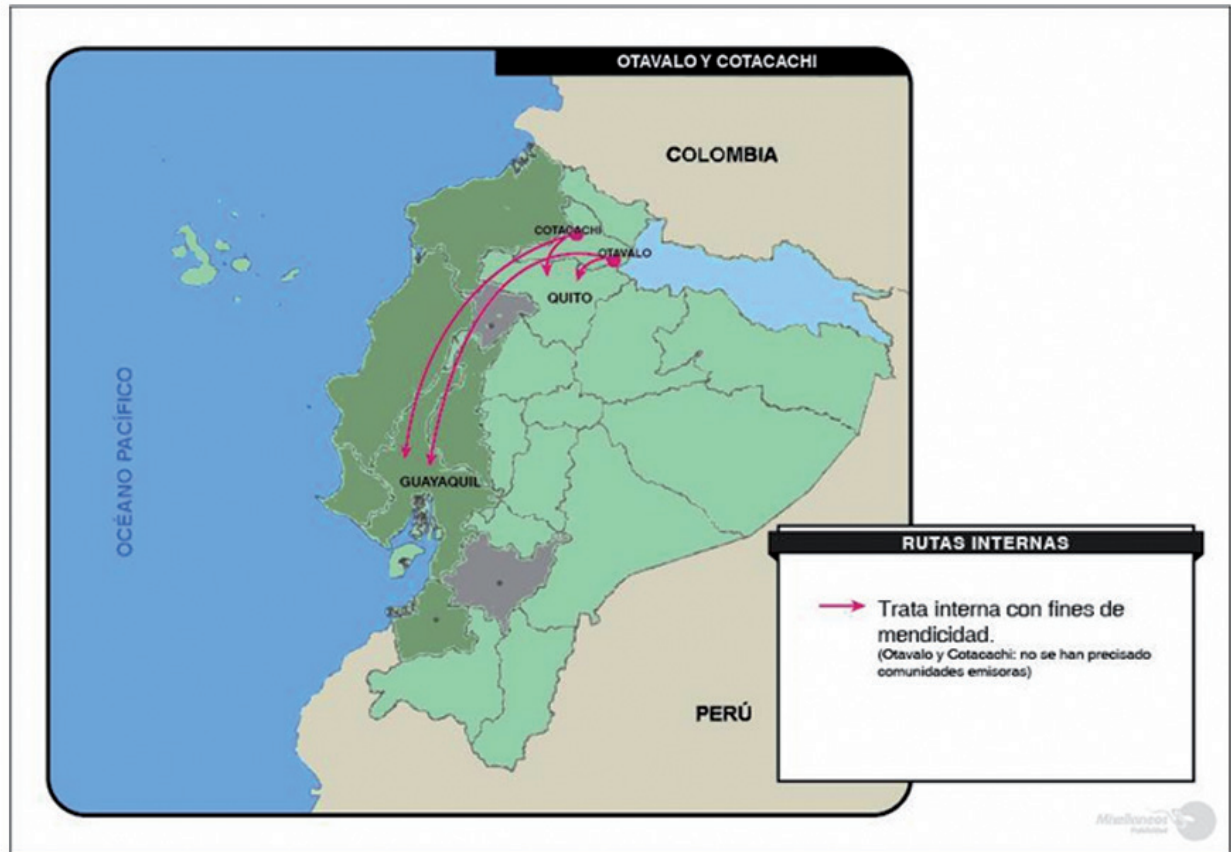 OTAVALO Y COTACACHI
COLOMBIA
COTACACHI
OTAVALO
QUITO
OCÉANO PACÍFICO
GUAYAQUIL
RUTAS INTERNAS
Trata interna con fines de
mendicidad.
(Otavalo y Cotacachi: no se han precisado
comunidades emisoras)
PERÚ
Publicidad